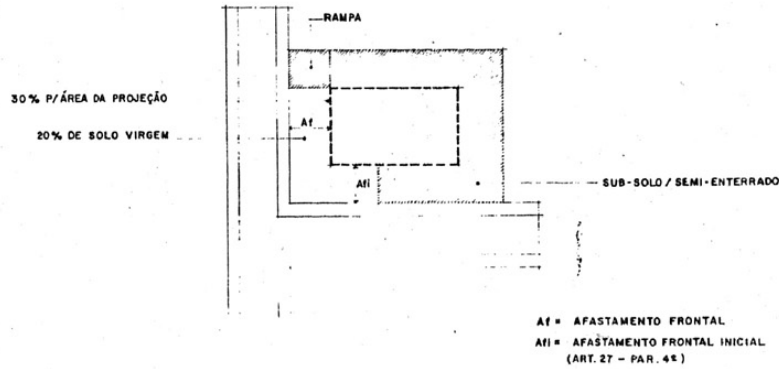 RAMPA
30% P/ÁREA DA PROJEÇÃO
Af
20% DE SOLO VIRGEM
Afi
SUB-SOLO / SEMI-ENTERRADO
Af = AFASTAMENTO FRONTAL
Afi = AFASTAMENTO FRONTAL INICIAL
(ART. 27 - PAR. 4º)